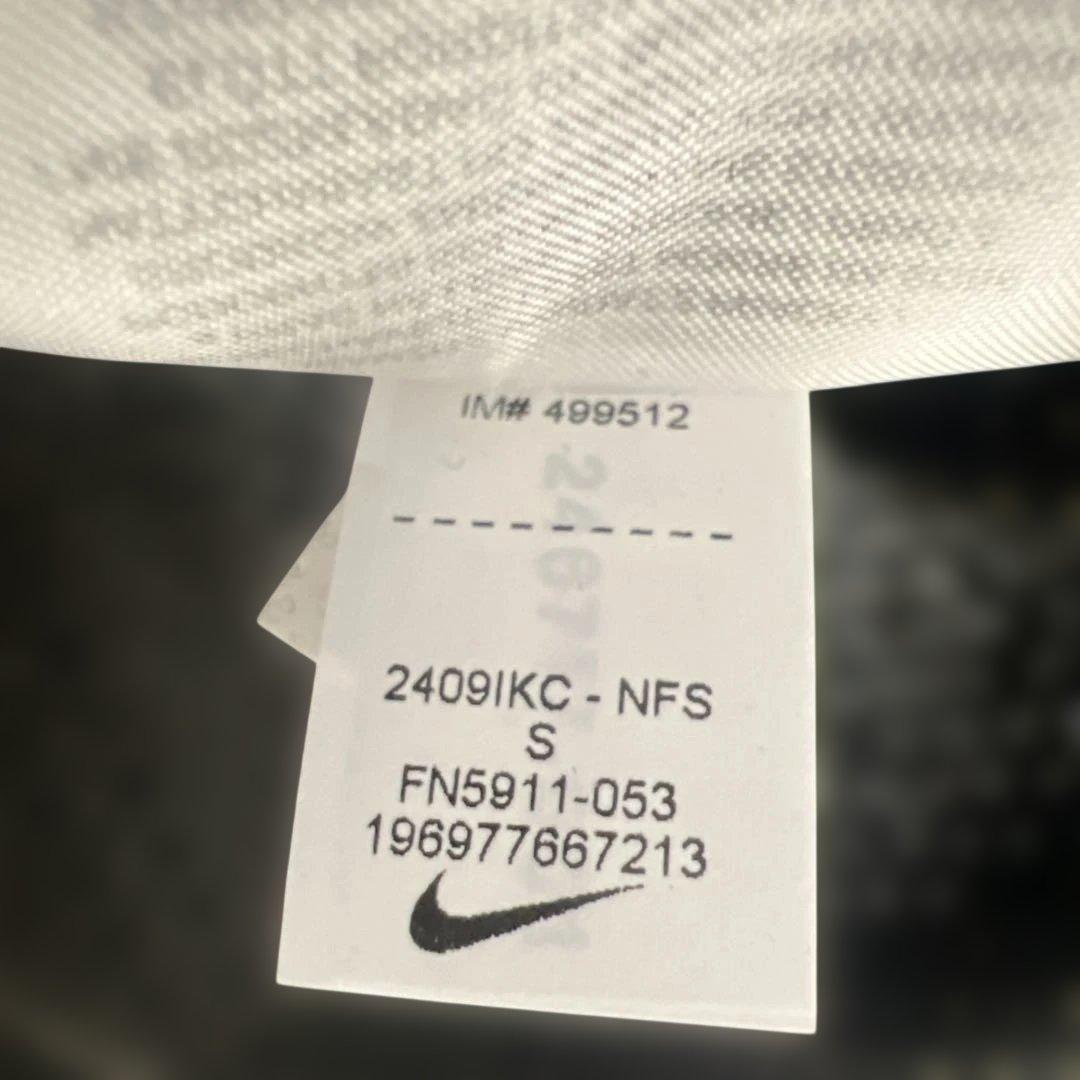 IM# 499512
----------
2409IKC - NFS
S
FN5911-053
196977667213